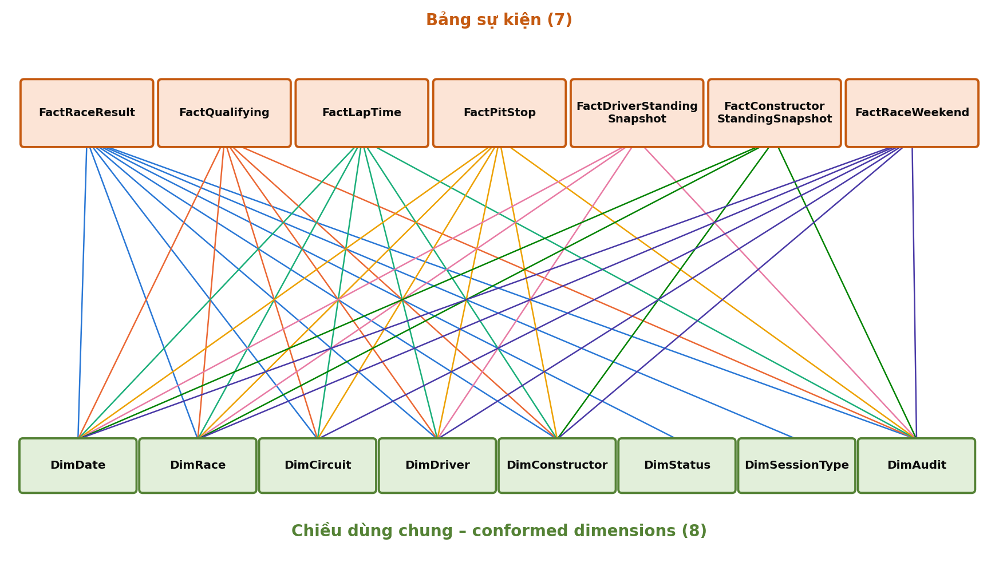 Bảng sự kiện (7)
FactRaceResult
FactQualifying
FactLapTime
FactPitStop
FactDriverStanding
Snapshot
FactConstructor
StandingSnapshot
FactRaceWeekend
DimDate
DimRace
DimCircuit
DimDriver
DimConstructor
DimStatus
DimSessionType
DimAudit
Chiều dùng chung – conformed dimensions (8)